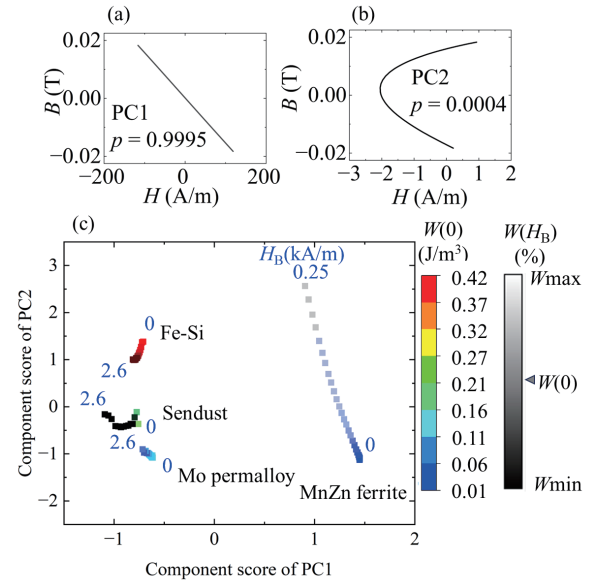 (a)
0.02
0.00
−0.02
B (T)
PC1
p = 0.9995
−200
0
200
H (A/m)
(b)
0.02
0.00
−0.02
B (T)
PC2
p = 0.0004
−3
−2
−1
0
1
2
H (A/m)
(c)
W(0)
(J/m³)
W(H_B)
(%)
H_B(kA/m)
0.25
3
2
1
0
−1
−2
Component score of PC2
0
Fe-Si
2.6
2.6
Sendust
0
2.6
0
Mo permalloy
0
MnZn ferrite
−1
0
1
2
Component score of PC1
0.42
0.37
0.32
0.27
0.21
0.16
0.11
0.06
0.01
Wmax
W(0)
Wmin